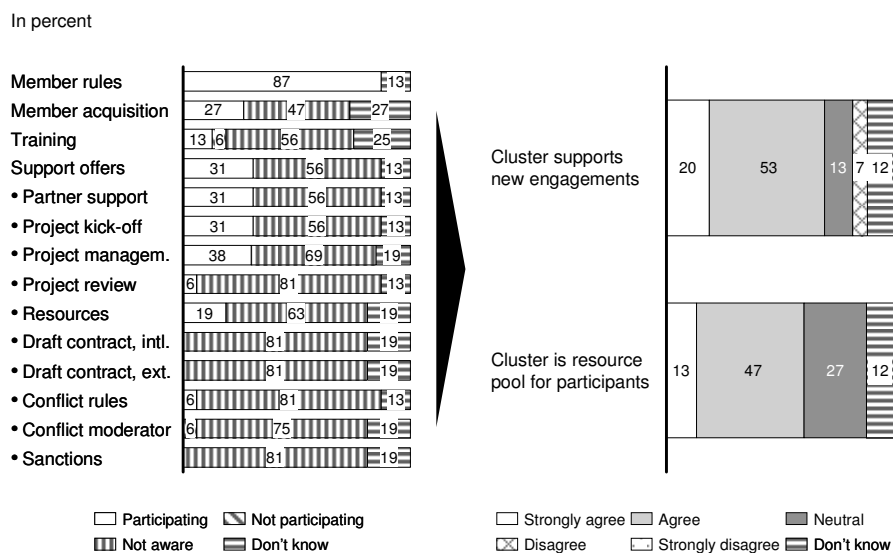 In percent
Member rules 87 13
Member acquisition 27 47 27
Training 13 6 56 25
Support offers 31 56 13
• Partner support 31 56 13
• Project kick-off 31 56 13
• Project managem. 38 69 19
• Project review 6 81 13
• Resources 19 63 19
• Draft contract, intl. 81 19
• Draft contract, ext. 81 19
• Conflict rules 6 81 13
• Conflict moderator 6 75 19
• Sanctions 81 19
Participating Not participating
Not aware Don't know
Cluster supports
new engagements
20 53 13 7 12
Cluster is resource
pool for participants
13 47 27 12
Strongly agree Agree Neutral
Disagree Strongly disagree Don't know